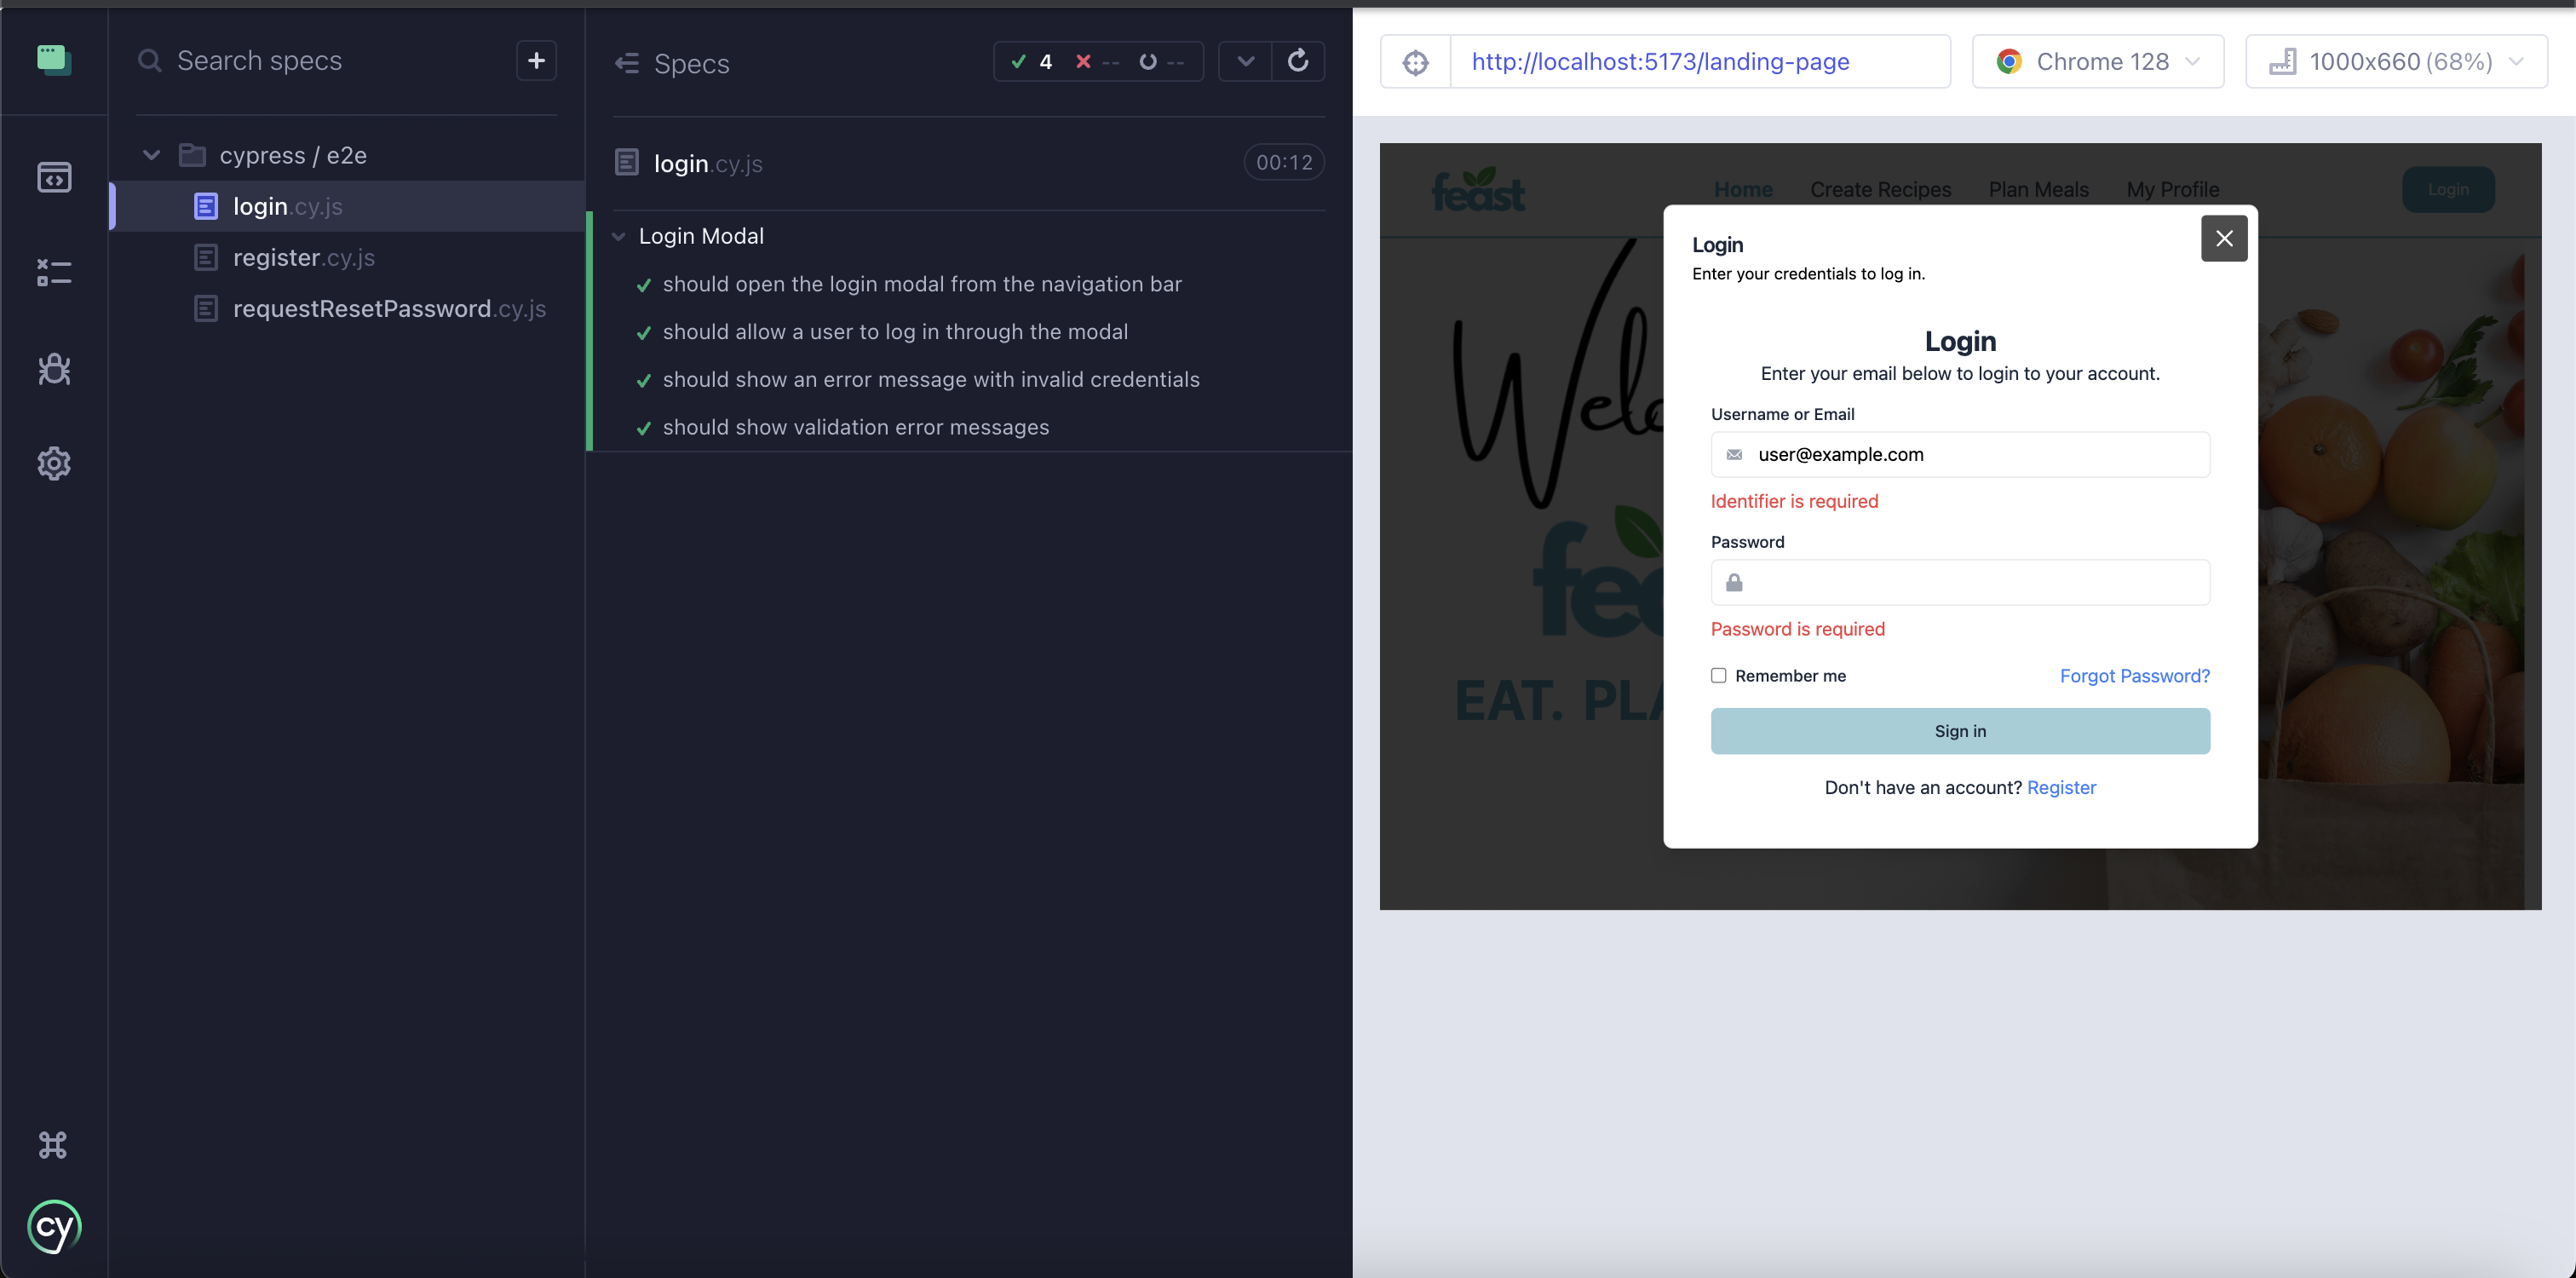 Search specs
+
cypress / e2e
login.cy.js
register.cy.js
requestResetPassword.cy.js
cy
Specs
4 -- --
login.cy.js 00:12
Login Modal
should open the login modal from the navigation bar
should allow a user to log in through the modal
should show an error message with invalid credentials
should show validation error messages
http://localhost:5173/landing-page
Chrome 128
1000x660 (68%)
feast Home Create Recipes Plan Meals My Profile Login
Login
Enter your credentials to log in.
Login
Enter your email below to login to your account.
Username or Email
user@example.com
Identifier is required
Password
Password is required
Remember me Forgot Password?
Sign in
Don't have an account? Register
EAT.